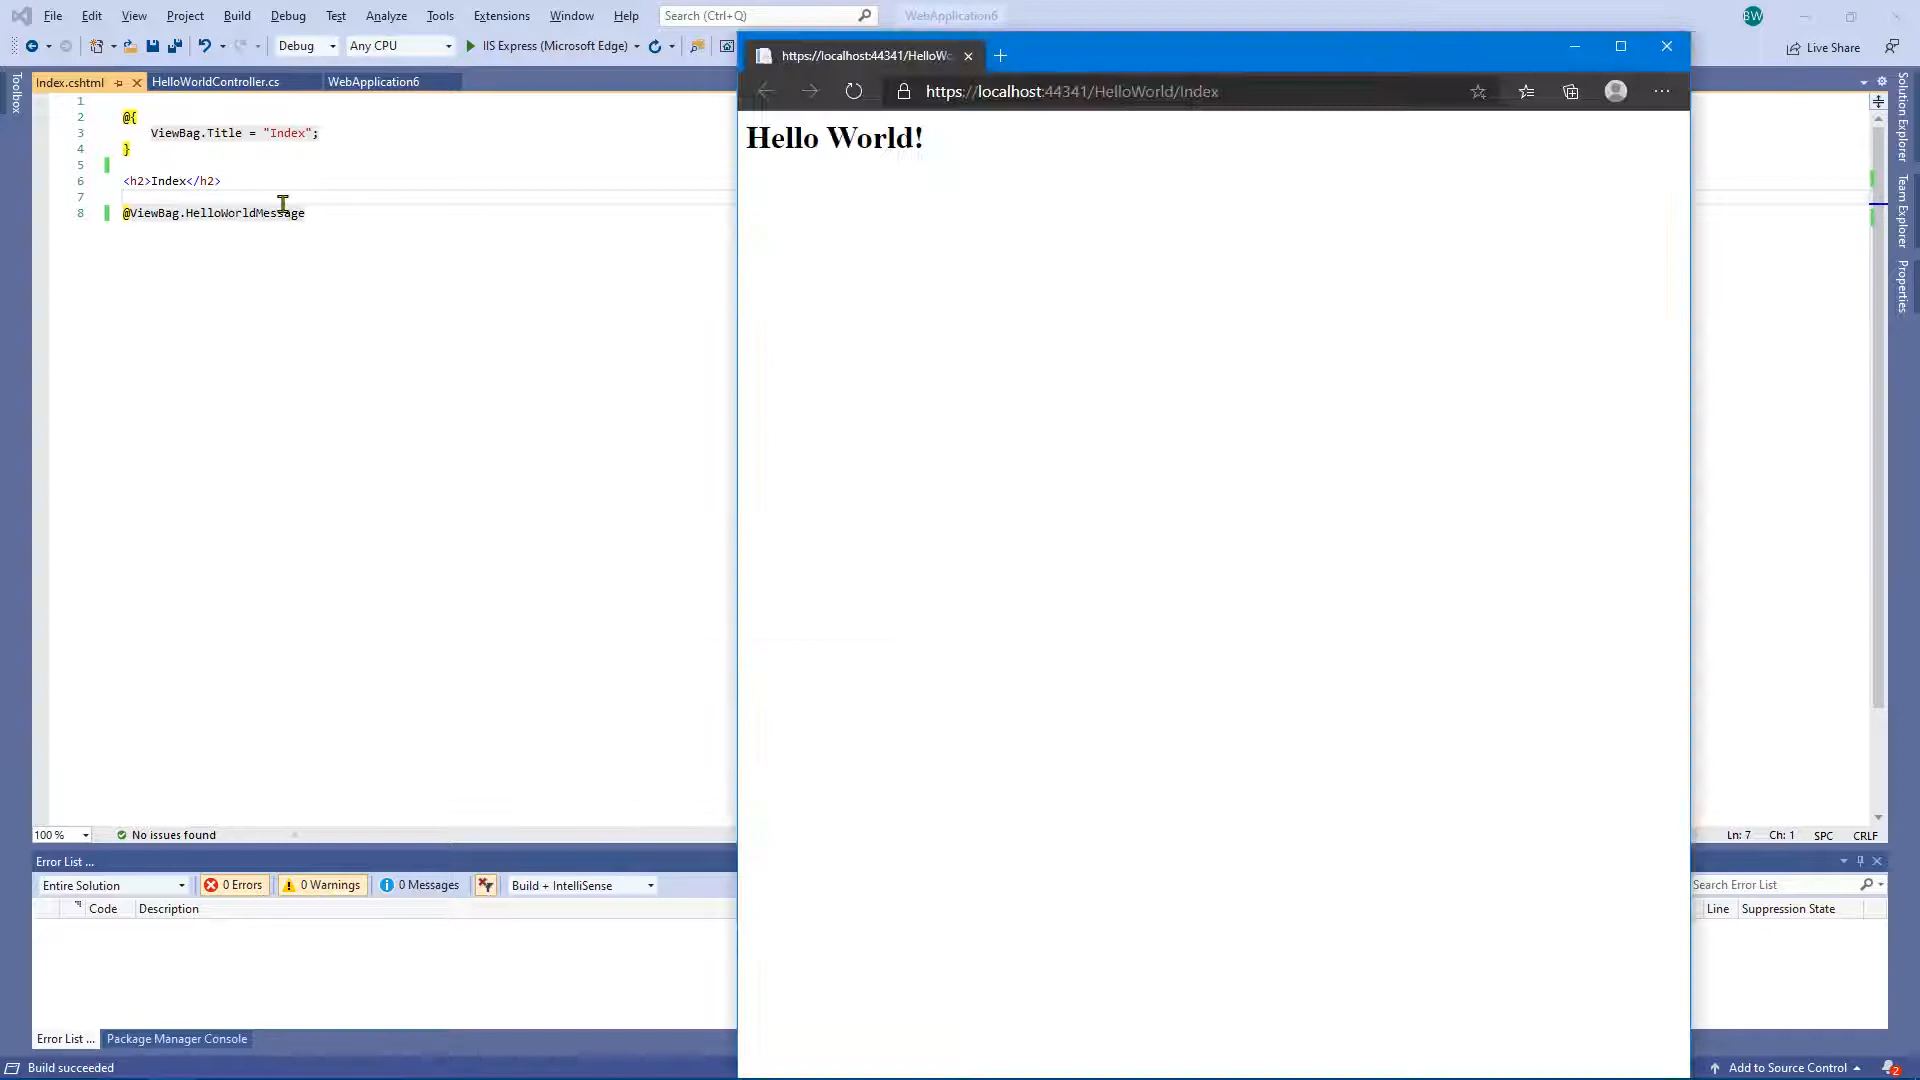 File Edit View Project Build Debug Test Analyze Tools Extensions Window Help Search (Ctrl+Q) WebApplication6 BW
Debug Any CPU IIS Express (Microsoft Edge) Live Share
Index.cshtml HelloWorldController.cs WebApplication6
Toolbox
1
2 @{
3 ViewBag.Title = "Index";
4 }
5
6 <h2>Index</h2>
7
8 @ViewBag.HelloWorldMessage
https://localhost:44341/HelloWo
https://localhost:44341/HelloWorld/Index
Hello World!
Solution Explorer
Team Explorer
Properties
100 % No issues found Ln: 7 Ch: 1 SPC CRLF
Error List ...
Entire Solution 0 Errors 0 Warnings 0 Messages Build + IntelliSense Search Error List
Code Description Line Suppression State
Error List ... Package Manager Console
Build succeeded Add to Source Control 2